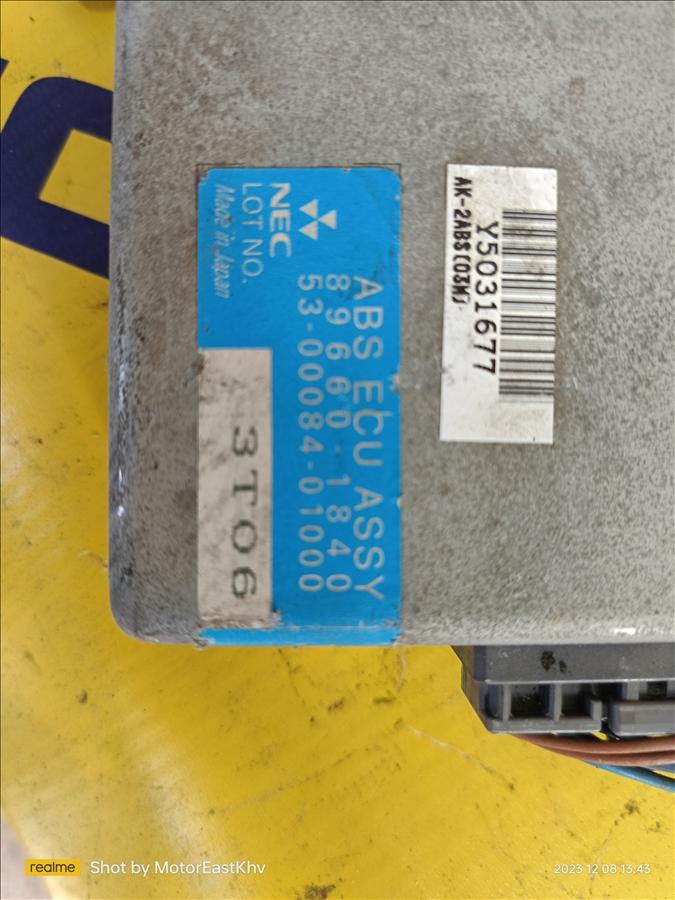 ABS ECU ASSY
89660-1840
53-00084-01000
NEC
LOT NO.
Made in Japan
3T06
Y5031677
AK-2ABS(03M)
realme
Shot by MotorEastKhv
2023 12 08 13:43